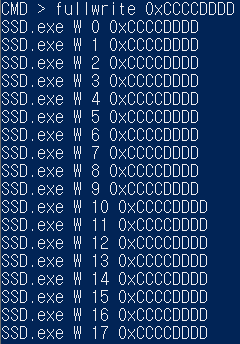 CMD > fullwrite 0xCCCCDDDD
SSD.exe W 0 0xCCCCDDDD
SSD.exe W 1 0xCCCCDDDD
SSD.exe W 2 0xCCCCDDDD
SSD.exe W 3 0xCCCCDDDD
SSD.exe W 4 0xCCCCDDDD
SSD.exe W 5 0xCCCCDDDD
SSD.exe W 6 0xCCCCDDDD
SSD.exe W 7 0xCCCCDDDD
SSD.exe W 8 0xCCCCDDDD
SSD.exe W 9 0xCCCCDDDD
SSD.exe W 10 0xCCCCDDDD
SSD.exe W 11 0xCCCCDDDD
SSD.exe W 12 0xCCCCDDDD
SSD.exe W 13 0xCCCCDDDD
SSD.exe W 14 0xCCCCDDDD
SSD.exe W 15 0xCCCCDDDD
SSD.exe W 16 0xCCCCDDDD
SSD.exe W 17 0xCCCCDDDD